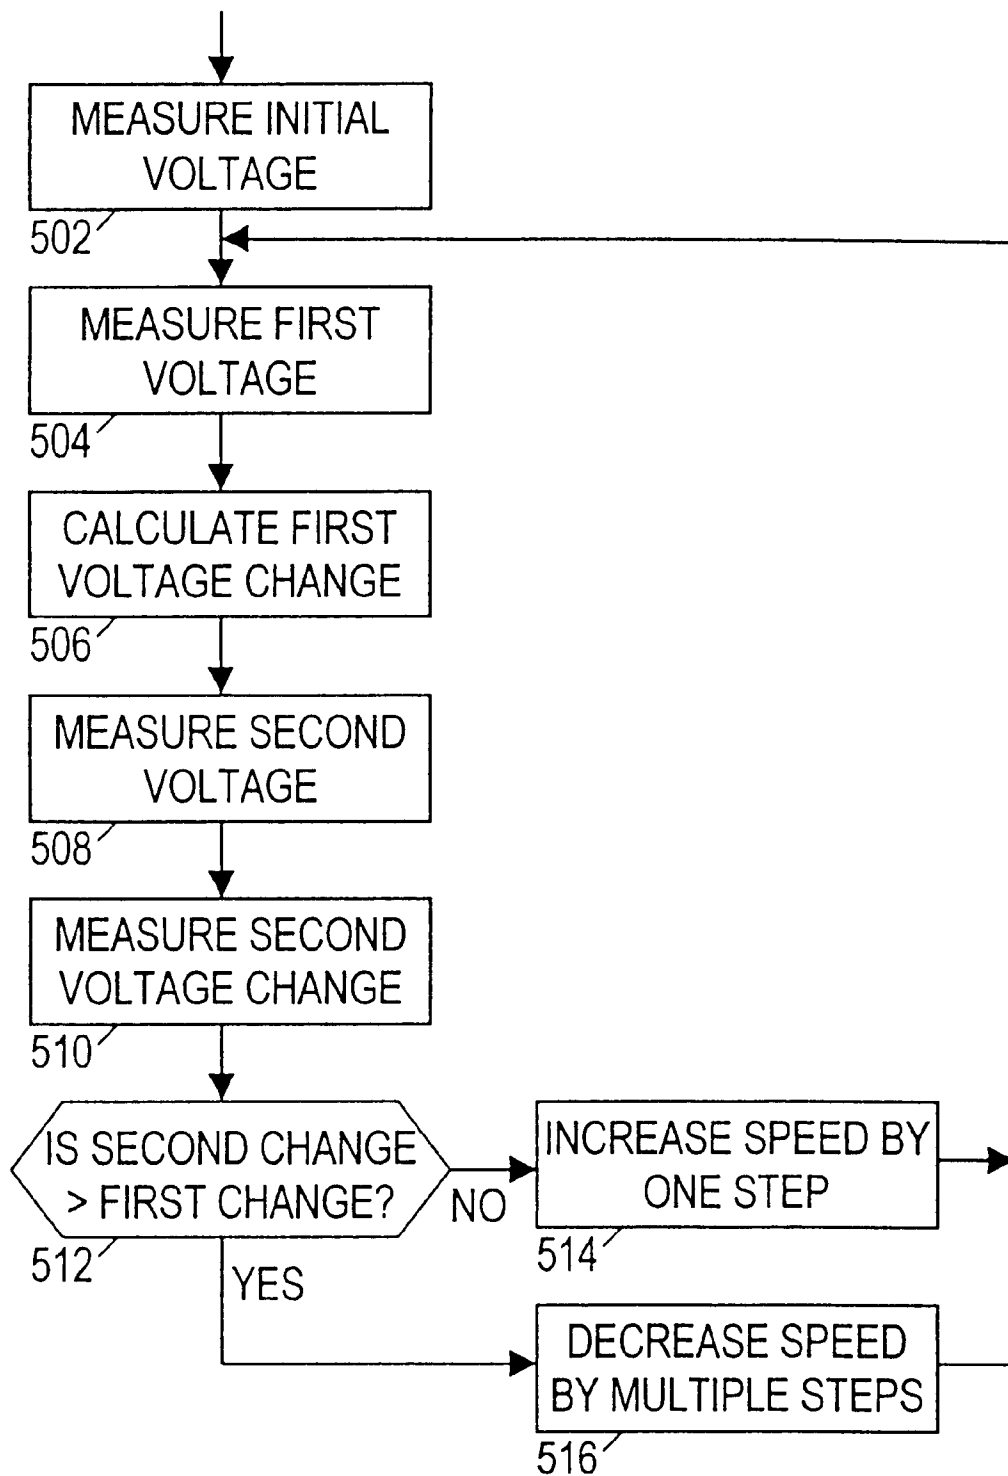 MEASURE INITIAL
VOLTAGE
502
MEASURE FIRST
VOLTAGE
504
CALCULATE FIRST
VOLTAGE CHANGE
506
MEASURE SECOND
VOLTAGE
508
MEASURE SECOND
VOLTAGE CHANGE
510
IS SECOND CHANGE
> FIRST CHANGE?
512
NO
YES
INCREASE SPEED BY
ONE STEP
514
DECREASE SPEED
BY MULTIPLE STEPS
516